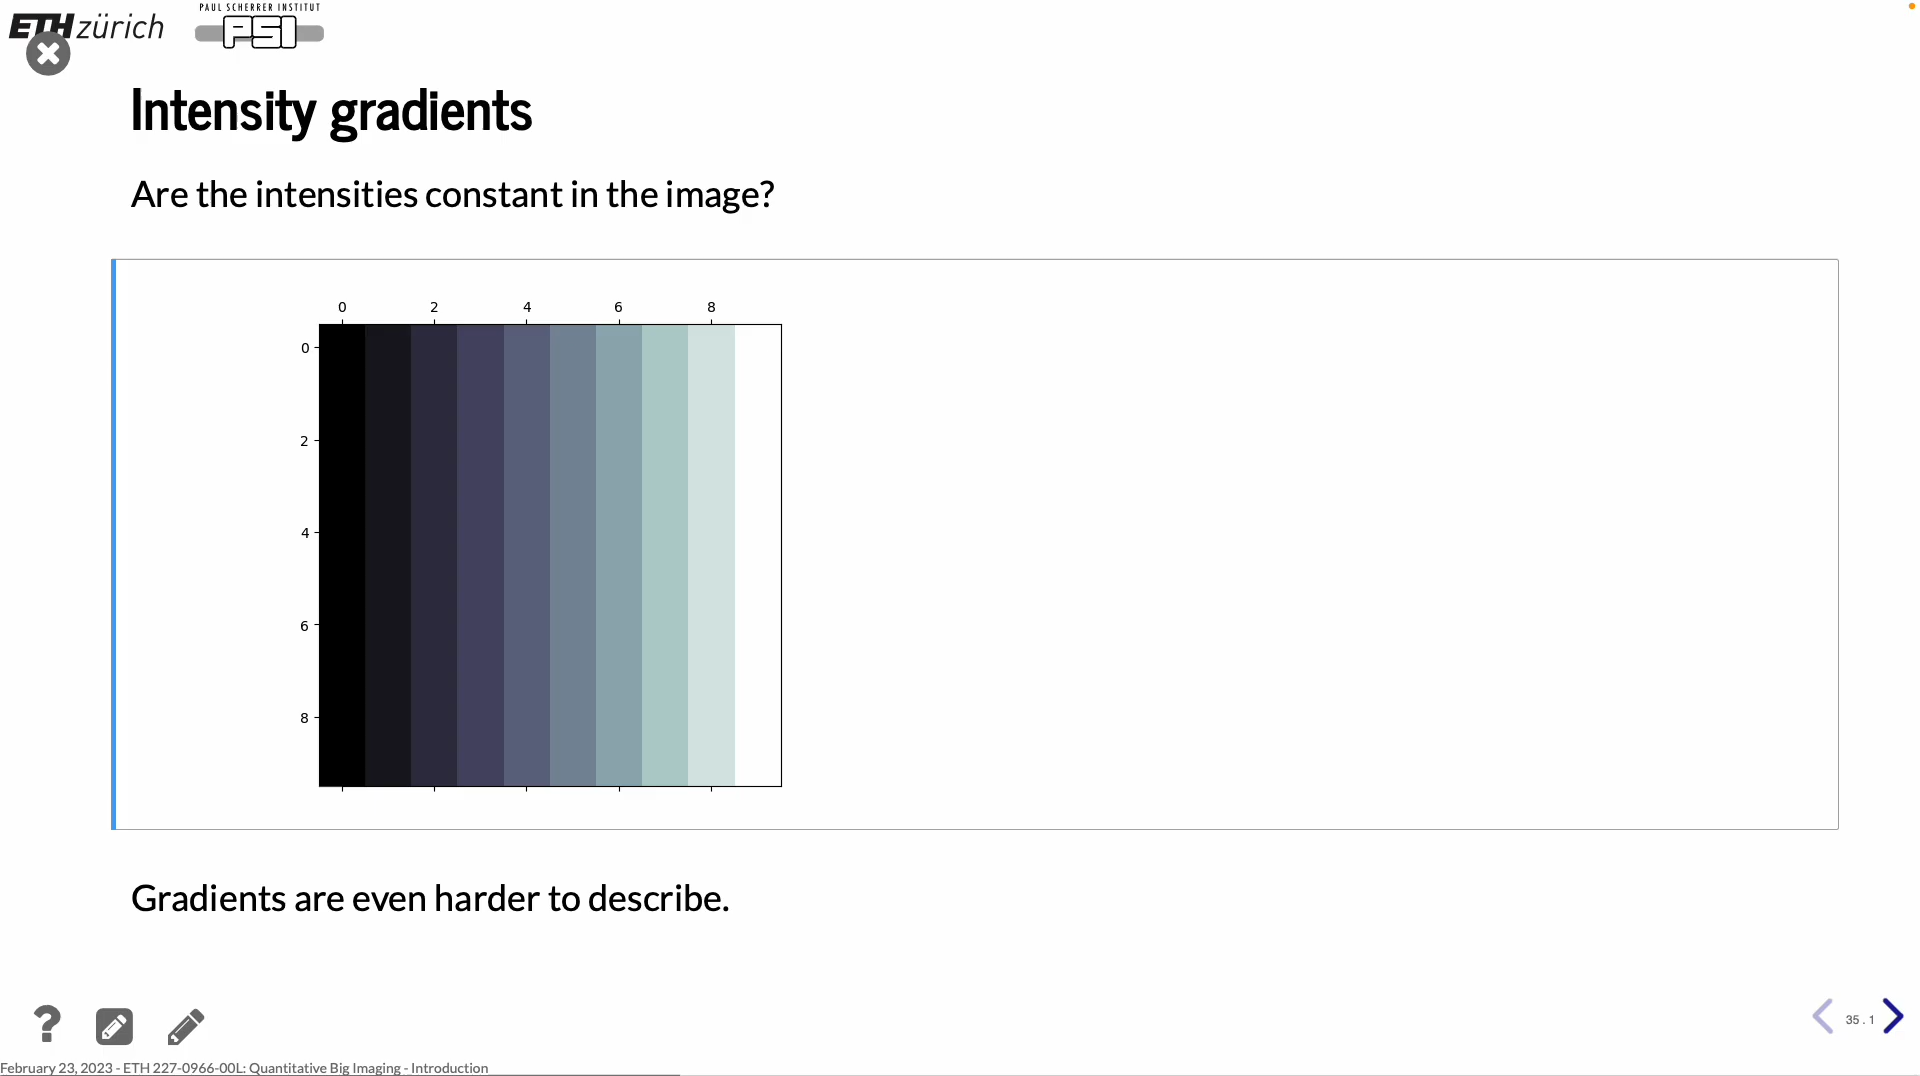 ETH zürich
PAUL SCHERRER INSTITUT
PSI
Intensity gradients
Are the intensities constant in the image?
0 2 4 6 8
0
2
4
6
8
Gradients are even harder to describe.
35 . 1
February 23, 2023 - ETH 227-0966-00L: Quantitative Big Imaging - Introduction